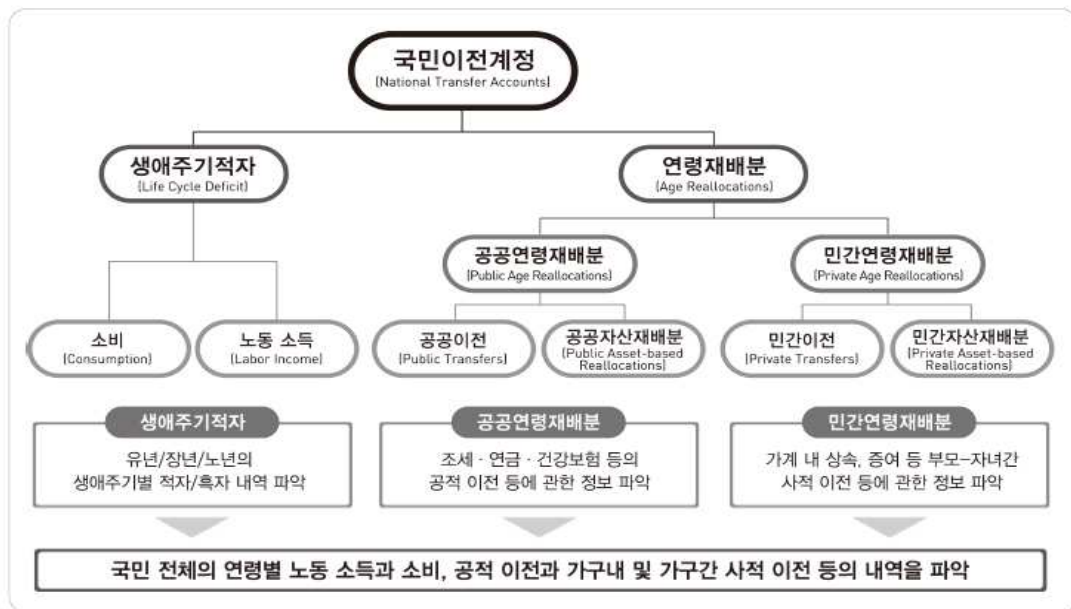 국민이전계정
(National Transfer Accounts)
생애주기적자
(Life Cycle Deficit)
연령재배분
(Age Reallocations)
공공연령재배분
(Public Age Reallocations)
민간연령재배분
(Private Age Reallocations)
소비
(Consumption)
노동 소득
(Labor Income)
공공이전
(Public Transfers)
공공자산재배분
(Public Asset-based
Reallocations)
민간이전
(Private Transfers)
민간자산재배분
(Private Asset-based
Reallocations)
생애주기적자
유년/장년/노년의
생애주기별 적자/흑자 내역 파악
공공연령재배분
조세 · 연금 · 건강보험 등의
공적 이전 등에 관한 정보 파악
민간연령재배분
가계 내 상속, 증여 등 부모-자녀간
사적 이전 등에 관한 정보 파악
국민 전체의 연령별 노동 소득과 소비, 공적 이전과 가구내 및 가구간 사적 이전 등의 내역을 파악